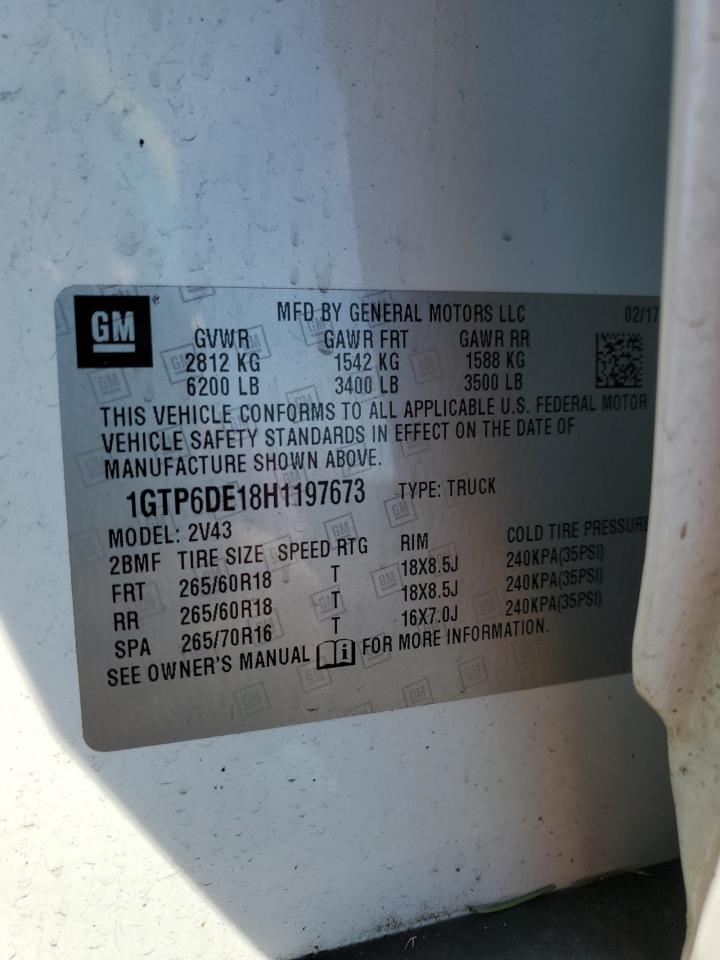 GM
MFD BY GENERAL MOTORS LLC 02/17
GVWR GAWR FRT GAWR RR
2812 KG 1542 KG 1588 KG
6200 LB 3400 LB 3500 LB
THIS VEHICLE CONFORMS TO ALL APPLICABLE U.S. FEDERAL MOTOR
VEHICLE SAFETY STANDARDS IN EFFECT ON THE DATE OF
MANUFACTURE SHOWN ABOVE.
1GTP6DE18H1197673 TYPE: TRUCK
MODEL: 2V43
2BMF TIRE SIZE SPEED RTG RIM COLD TIRE PRESSURE
FRT 265/60R18 T 18X8.5J 240KPA(35PSI)
RR 265/60R18 T 18X8.5J 240KPA(35PSI)
SPA 265/70R16 T 16X7.0J 240KPA(35PSI)
SEE OWNER'S MANUAL i FOR MORE INFORMATION.